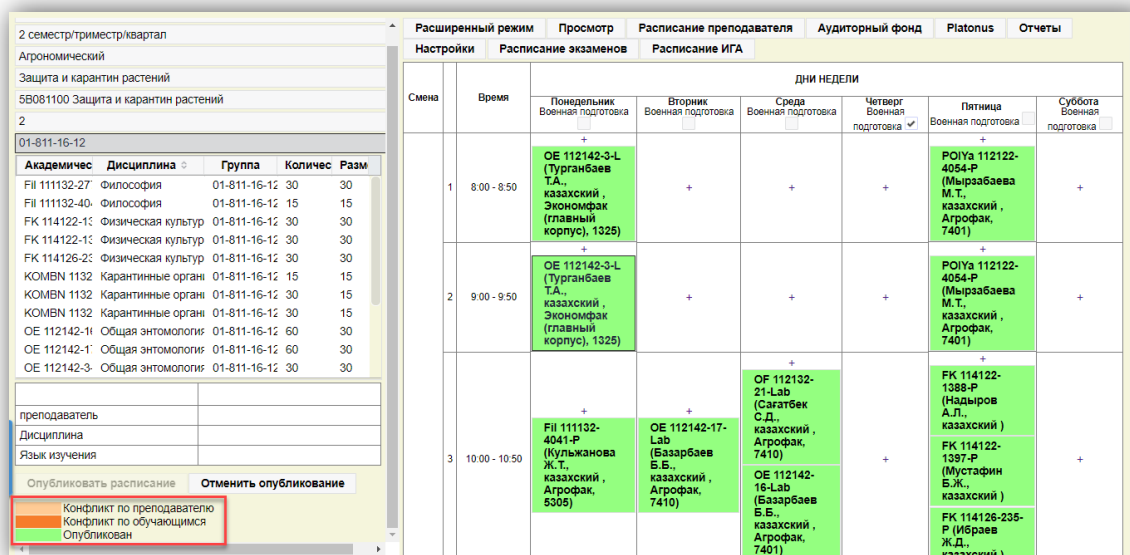 2 семестр/триместр/квартал
Агрономический
Защита и карантин растений
5B081100 Защита и карантин растений
2
01-811-16-12
Академичес Дисциплина Группа Количес Разм
Fil 111132-27 Философия 01-811-16-12 30 30
Fil 111132-40 Философия 01-811-16-12 15 15
FK 114122-13 Физическая культур 01-811-16-12 30 30
FK 114122-13 Физическая культур 01-811-16-12 30 30
FK 114126-23 Физическая культур 01-811-16-12 30 30
KOMBN 1132 Карантинные органи 01-811-16-12 15 15
KOMBN 1132 Карантинные органи 01-811-16-12 30 15
KOMBN 1132 Карантинные органи 01-811-16-12 30 15
OE 112142-16 Общая энтомология 01-811-16-12 60 30
OE 112142-17 Общая энтомология 01-811-16-12 60 30
OE 112142-3- Общая энтомология 01-811-16-12 30 30
преподаватель
Дисциплина
Язык изучения
Опубликовать расписание Отменить опубликование
Конфликт по преподавателю
Конфликт по обучающимся
Опубликован
Расширенный режим Просмотр Расписание преподавателя Аудиторный фонд Platonus Отчеты
Настройки Расписание экзаменов Расписание ИГА
Смена
Время
ДНИ НЕДЕЛИ
Понедельник
Военная подготовка
Вторник
Военная подготовка
Среда
Военная подготовка
Четверг
Военная
подготовка
Пятница
Военная подготовка
Суббота
Военная
подготовка
1
8:00 - 8:50
+
OE 112142-3-L
(Турганбаев
Т.А.,
казахский ,
Экономфак
(главный
корпус), 1325)
+
+
+
+
POIYa 112122-
4054-P
(Мырзабаева
М.Т.,
казахский ,
Агрофак,
7401)
+
2
9:00 - 9:50
+
OE 112142-3-L
(Турганбаев
Т.А.,
казахский ,
Экономфак
(главный
корпус), 1325)
+
+
+
+
POIYa 112122-
4054-P
(Мырзабаева
М.Т.,
казахский ,
Агрофак,
7401)
+
3
10:00 - 10:50
+
Fil 111132-
4041-P
(Кульжанова
Ж.Т.,
казахский ,
Агрофак,
5305)
+
OE 112142-17-
Lab
(Базарбаев
Б.Б.,
казахский ,
Агрофак,
7410)
+
OF 112132-
21-Lab
(Сағатбек
С.Д.,
казахский ,
Агрофак,
7410)
OE 112142-
16-Lab
(Базарбаев
Б.Б.,
казахский ,
Агрофак,
7401)
+
+
FK 114122-
1388-P
(Надыров
А.Л.,
казахский )
FK 114122-
1397-P
(Мустафин
Б.Ж.,
казахский )
FK 114126-235-
P (Ибраев
Ж.Д.,
казахский )
+